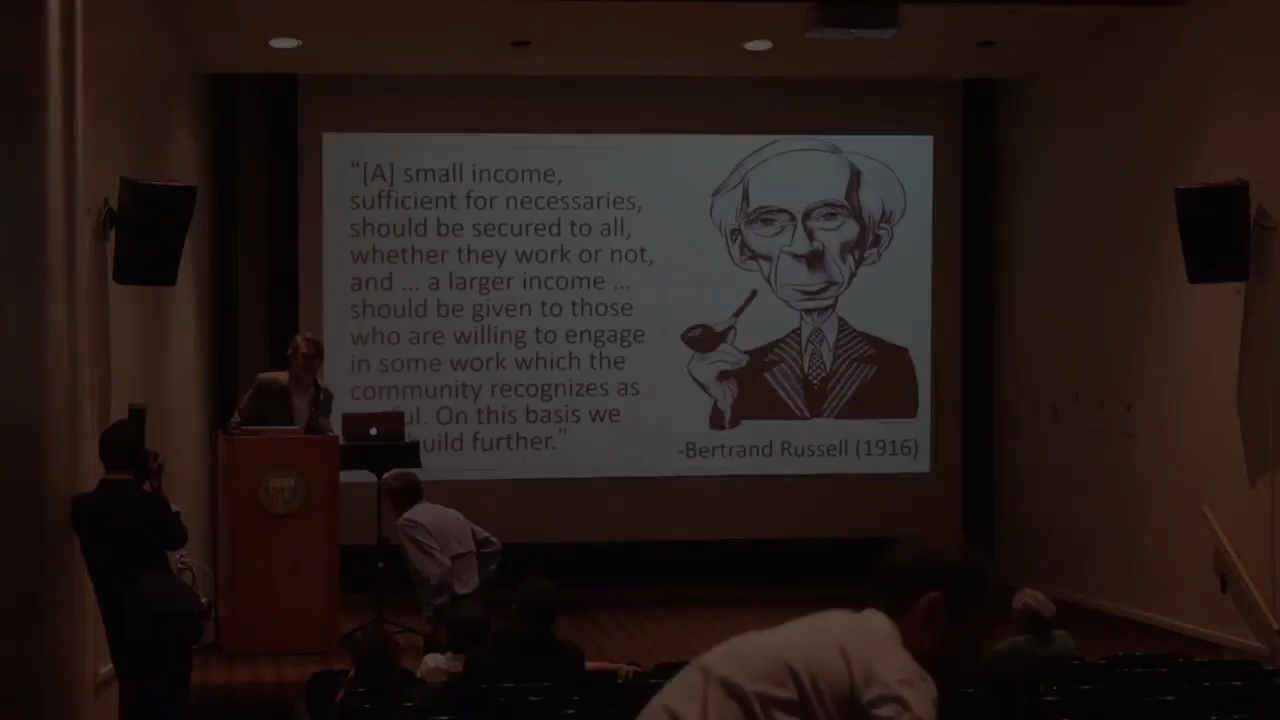 “[A] small income,
sufficient for necessaries,
should be secured to all,
whether they work or not,
and ... a larger income ...
should be given to those
who are willing to engage
in some work which the
community recognizes as
ful. On this basis we
uild further.”
-Bertrand Russell (1916)